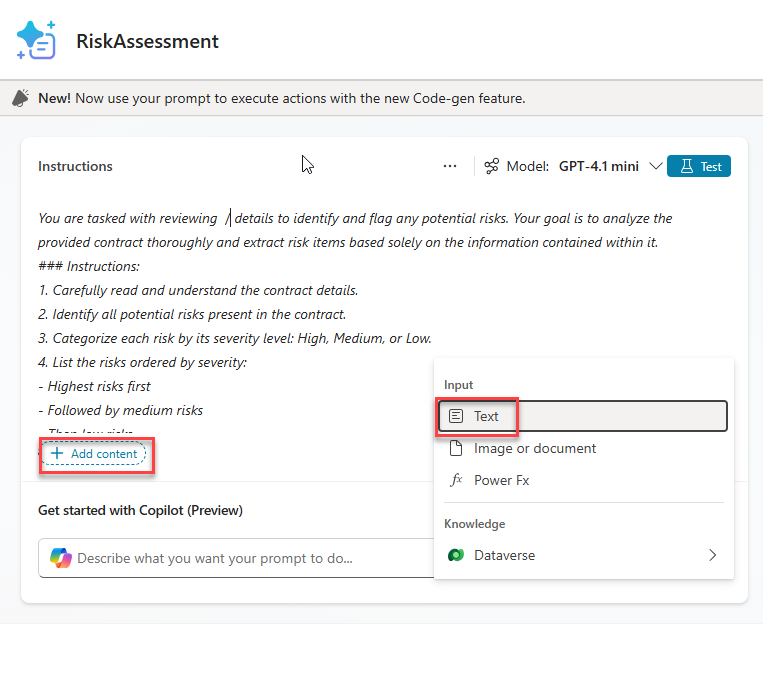 RiskAssessment
New! Now use your prompt to execute actions with the new Code-gen feature.
Instructions
... Model: GPT-4.1 mini Test
You are tasked with reviewing / details to identify and flag any potential risks. Your goal is to analyze the
provided contract thoroughly and extract risk items based solely on the information contained within it.
### Instructions:
1. Carefully read and understand the contract details.
2. Identify all potential risks present in the contract.
3. Categorize each risk by its severity level: High, Medium, or Low.
4. List the risks ordered by severity:
- Highest risks first
- Followed by medium risks
- Then low risks
+ Add content
Input
Text
Image or document
fx Power Fx
Knowledge
Dataverse
Get started with Copilot (Preview)
Describe what you want your prompt to do...